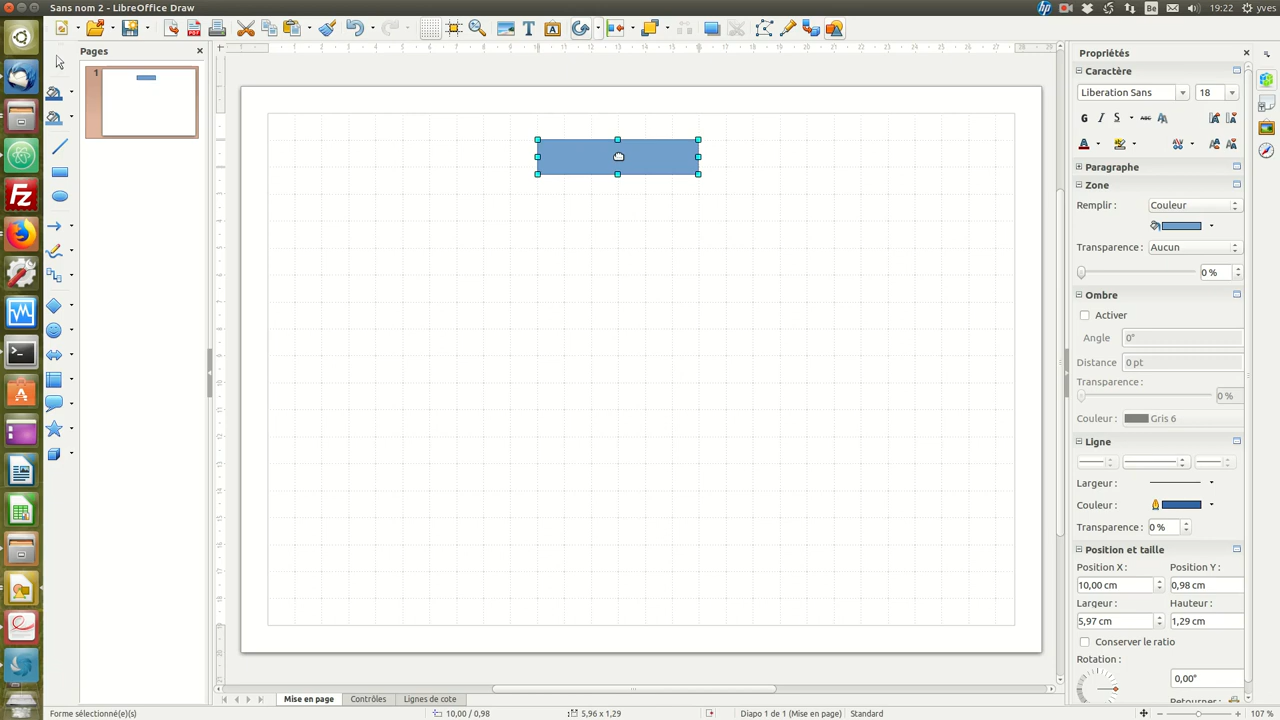 Sans nom 2 - LibreOffice Draw
Be
19:22
yves
Pages
1
Propriétés
Caractère
Liberation Sans
18
G I S ABC A
Paragraphe
Zone
Remplir :
Couleur
Transparence :
Aucun
0 %
Ombre
Activer
Angle
0°
Distance
0 pt
Transparence :
0 %
Couleur :
Gris 6
Ligne
Largeur :
Couleur :
Transparence :
0 %
Position et taille
Position X :
Position Y :
10,00 cm
0,98 cm
Largeur :
Hauteur :
5,97 cm
1,29 cm
Conserver le ratio
Rotation :
0,00°
Retourner :
Mise en page
Contrôles
Lignes de cote
Forme sélectionné(e)(s)
10,00 / 0,98
5,96 x 1,29
Diapo 1 de 1 (Mise en page)
Standard
107 %